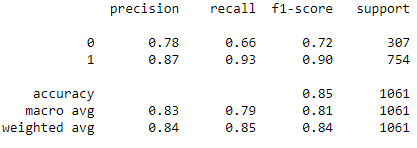 precision recall f1-score support
0 0.78 0.66 0.72 307
1 0.87 0.93 0.90 754
accuracy 0.85 1061
macro avg 0.83 0.79 0.81 1061
weighted avg 0.84 0.85 0.84 1061